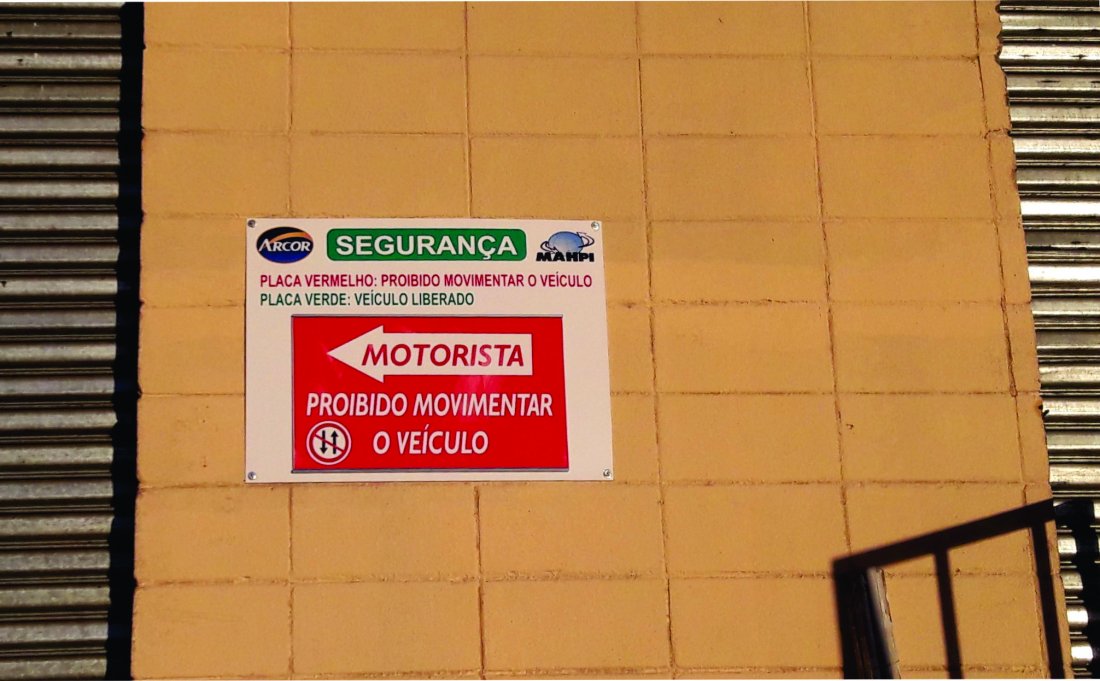 ARCOR
SEGURANÇA
MAHPI
PLACA VERMELHO: PROIBIDO MOVIMENTAR O VEÍCULO
PLACA VERDE: VEÍCULO LIBERADO
MOTORISTA
PROIBIDO MOVIMENTAR
O VEÍCULO